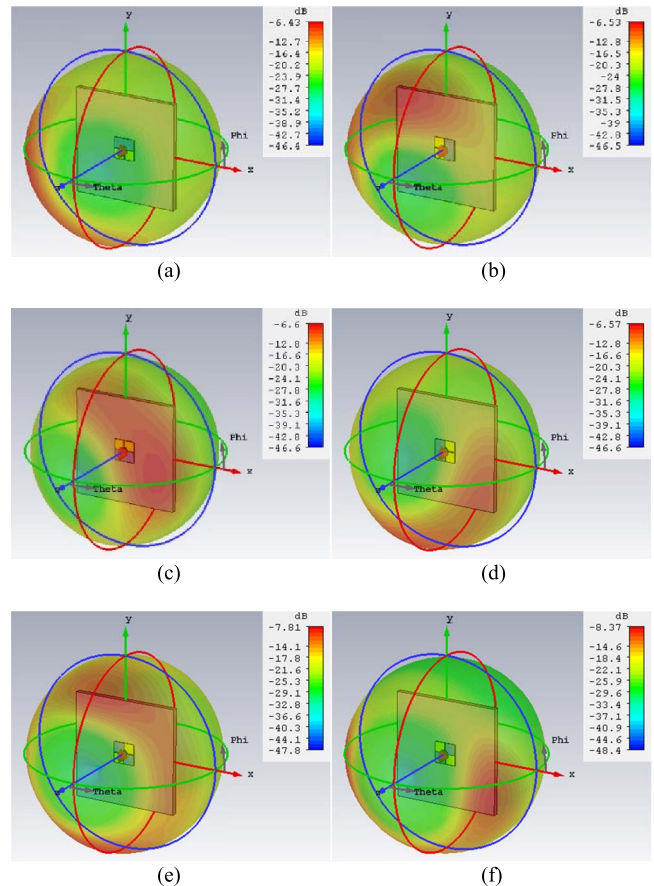 dB
-6.43
-12.7
-16.4
-20.2
-23.9
-27.7
-31.4
-35.2
-38.9
-42.7
-46.4
y
Phi
x
Theta
(a)
dB
-6.53
-12.8
-16.5
-20.3
-24
-27.8
-31.5
-35.3
-39
-42.8
-46.5
y
Phi
x
Theta
(b)
dB
-6.6
-12.8
-16.6
-20.3
-24.1
-27.8
-31.6
-35.3
-39.1
-42.8
-46.6
y
Phi
x
Theta
(c)
dB
-6.57
-12.8
-16.6
-20.3
-24.1
-27.8
-31.6
-35.3
-39.1
-42.8
-46.6
y
Phi
x
Theta
(d)
dB
-7.81
-14.1
-17.8
-21.6
-25.3
-29.1
-32.8
-36.6
-40.3
-44.1
-47.8
y
Phi
x
Theta
(e)
dB
-8.37
-14.6
-18.4
-22.1
-25.9
-29.6
-33.4
-37.1
-40.9
-44.6
-48.4
y
Phi
x
Theta
(f)